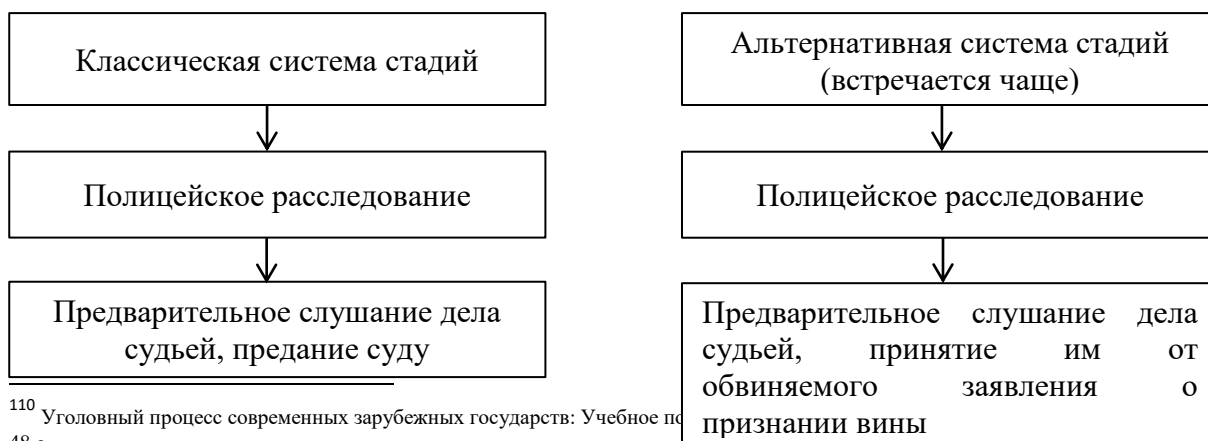 Классическая система стадий
Полицейское расследование
Предварительное слушание дела
судьей, предание суду
Альтернативная система стадий
(встречается чаще)
Полицейское расследование
Предварительное слушание дела
судьей, принятие им от
обвиняемого заявления о
признании вины
110 Уголовный процесс современных зарубежных государств: Учебное